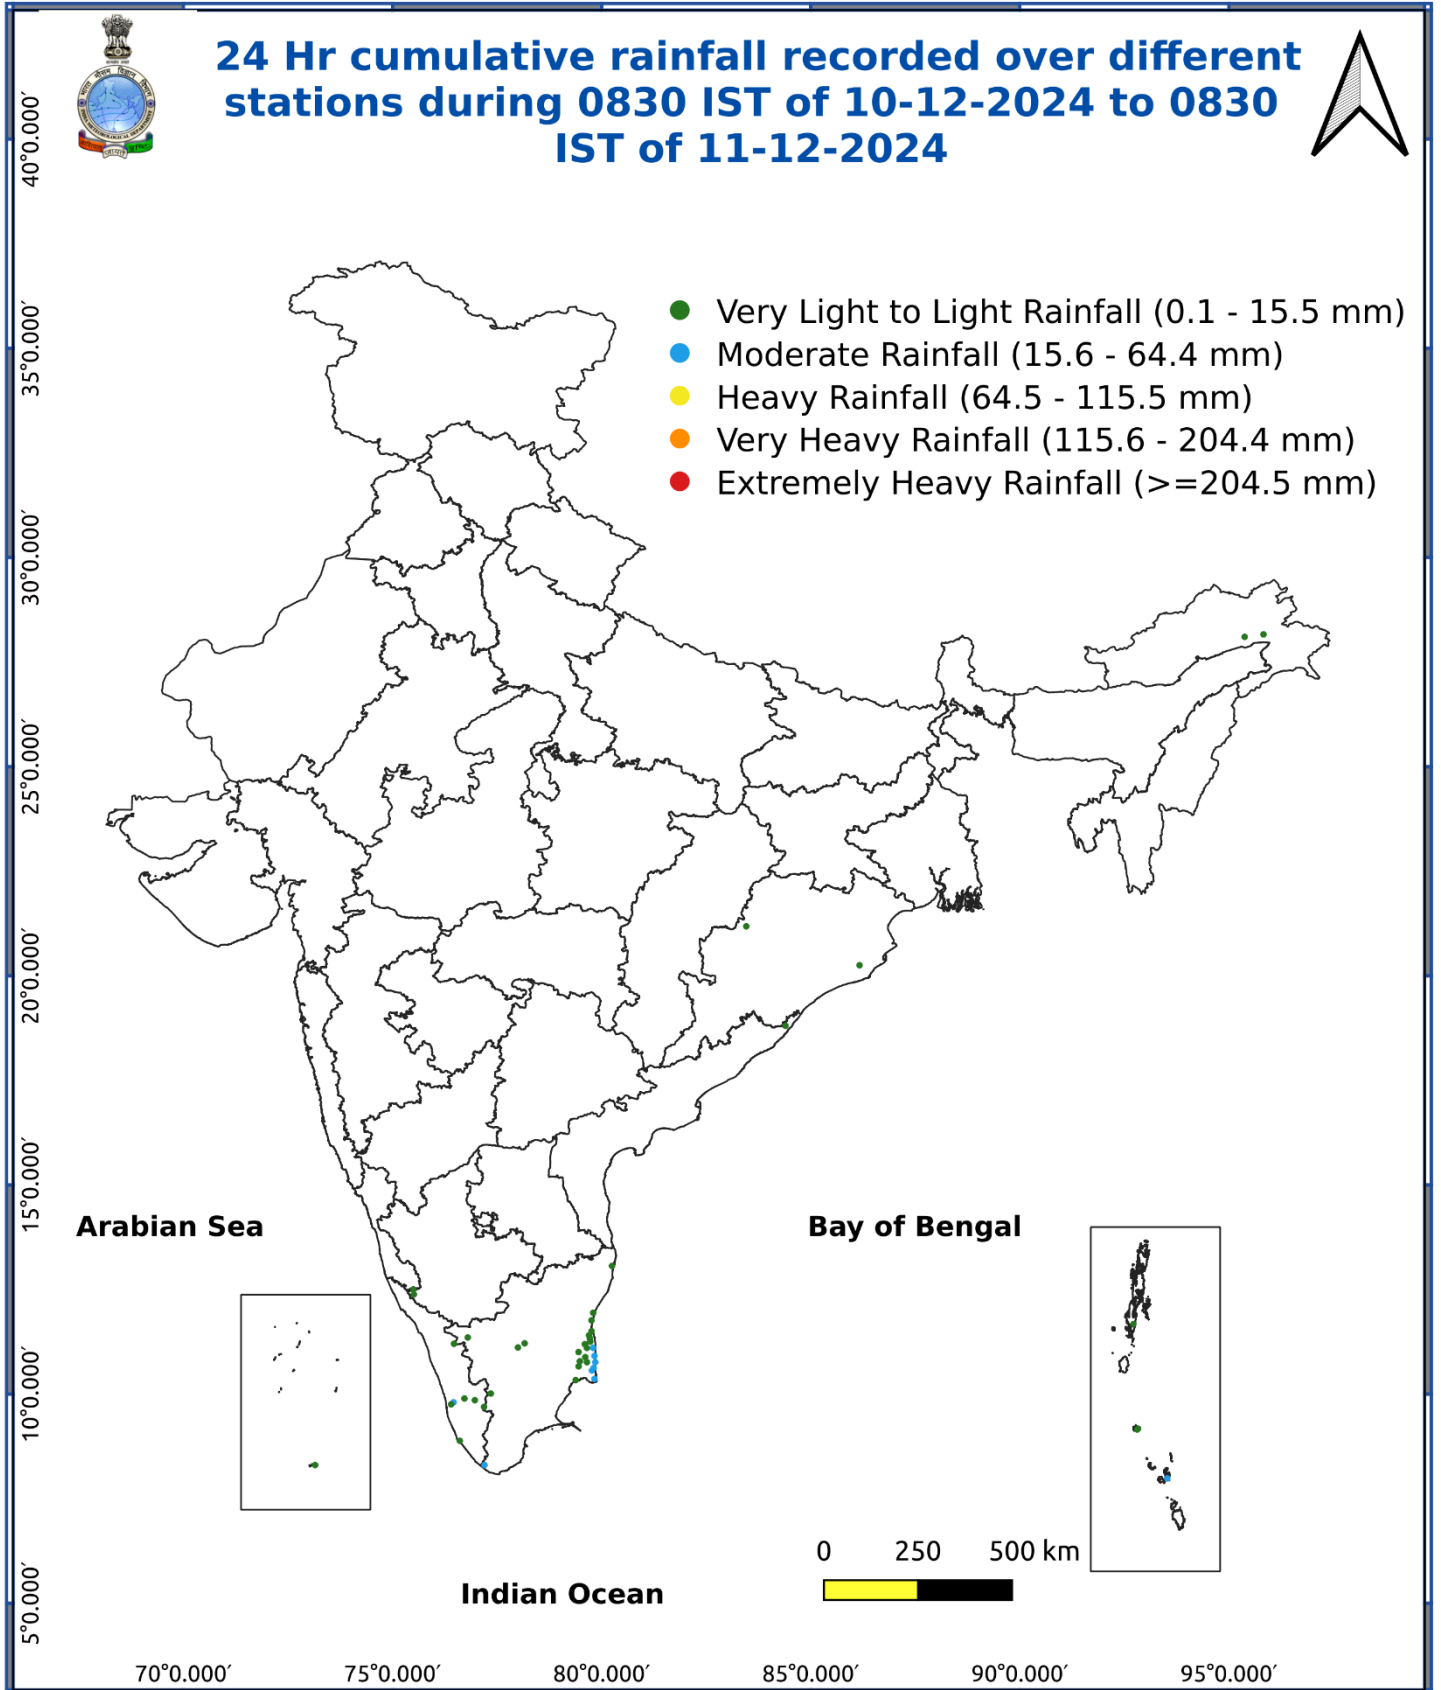 24 Hr cumulative rainfall recorded over different
stations during 0830 IST of 10-12-2024 to 0830
IST of 11-12-2024
Very Light to Light Rainfall (0.1 - 15.5 mm)
Moderate Rainfall (15.6 - 64.4 mm)
Heavy Rainfall (64.5 - 115.5 mm)
Very Heavy Rainfall (115.6 - 204.4 mm)
Extremely Heavy Rainfall (>=204.5 mm)
40°0.000′
35°0.000′
30°0.000′
25°0.000′
20°0.000′
15°0.000′
10°0.000′
5°0.000′
Arabian Sea
Bay of Bengal
0 250 500 km
Indian Ocean
70°0.000′ 75°0.000′ 80°0.000′ 85°0.000′ 90°0.000′ 95°0.000′